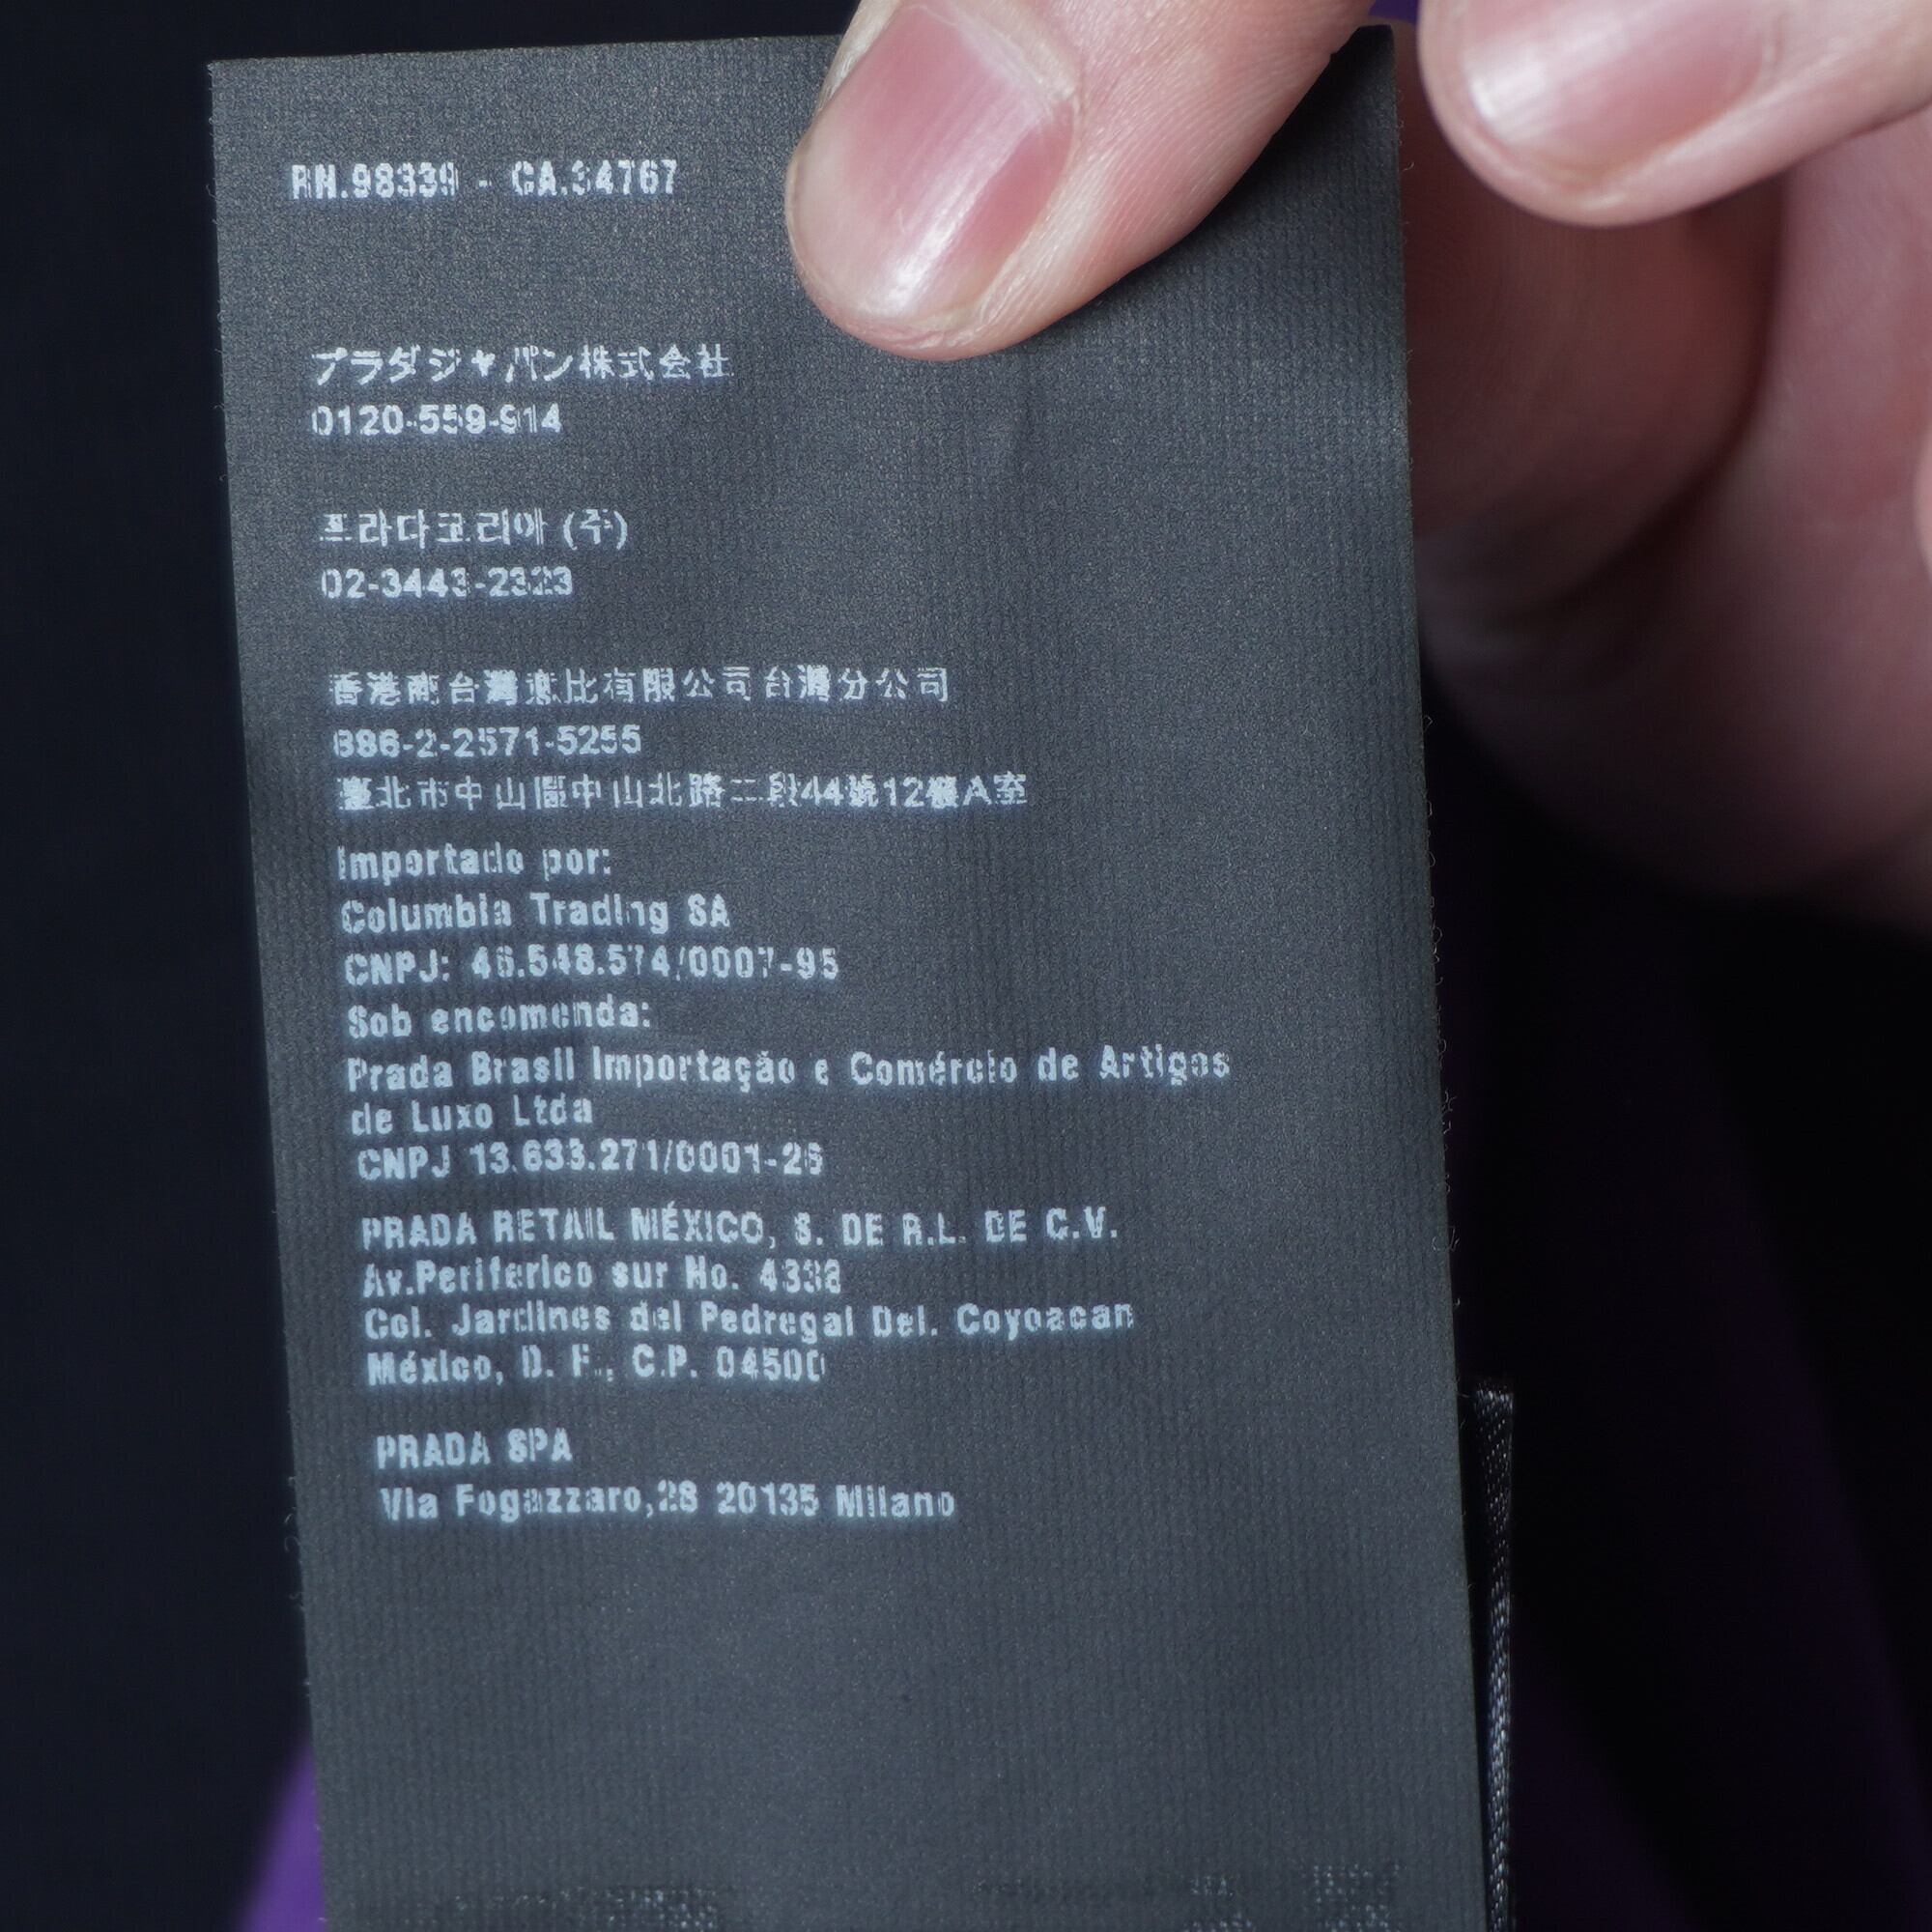 RN.98339 - CA.34767
プラダジャパン株式会社
0120-559-914
프라다코리아 (주)
02-3443-2323
香港商台灣惠比有限公司台灣分公司
886-2-2571-5255
臺北市中山區中山北路二段44號12樓A室
Importado por:
Columbia Trading SA
CNPJ: 46.548.574/0007-95
Sob encomenda:
Prada Brasil Importação e Comércio de Artigos
de Luxo Ltda
CNPJ 13.633.271/0001-26
PRADA RETAIL MÉXICO, S. DE R.L. DE C.V.
Av.Periferico sur No. 4338
Col. Jardines del Pedregal Del. Coyoacan
México, D. F., C.P. 04500
PRADA SPA
Via Fogazzaro,28 20135 Milano